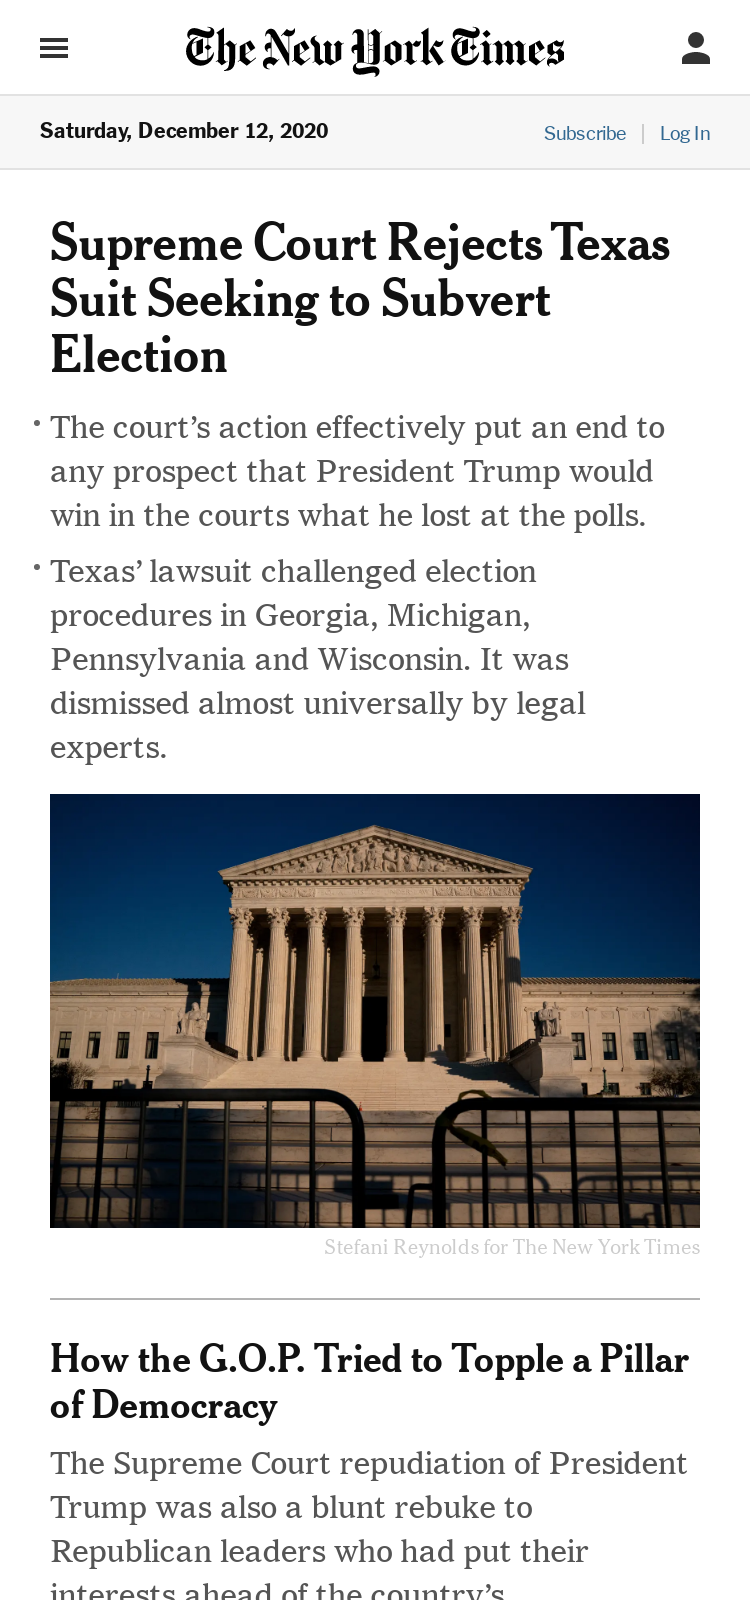 The New York Times
Saturday, December 12, 2020
Subscribe | Log In
Supreme Court Rejects Texas
Suit Seeking to Subvert
Election
• The court’s action effectively put an end to
any prospect that President Trump would
win in the courts what he lost at the polls.
• Texas’ lawsuit challenged election
procedures in Georgia, Michigan,
Pennsylvania and Wisconsin. It was
dismissed almost universally by legal
experts.
Stefani Reynolds for The New York Times
How the G.O.P. Tried to Topple a Pillar
of Democracy
The Supreme Court repudiation of President
Trump was also a blunt rebuke to
Republican leaders who had put their
interests ahead of the country’s